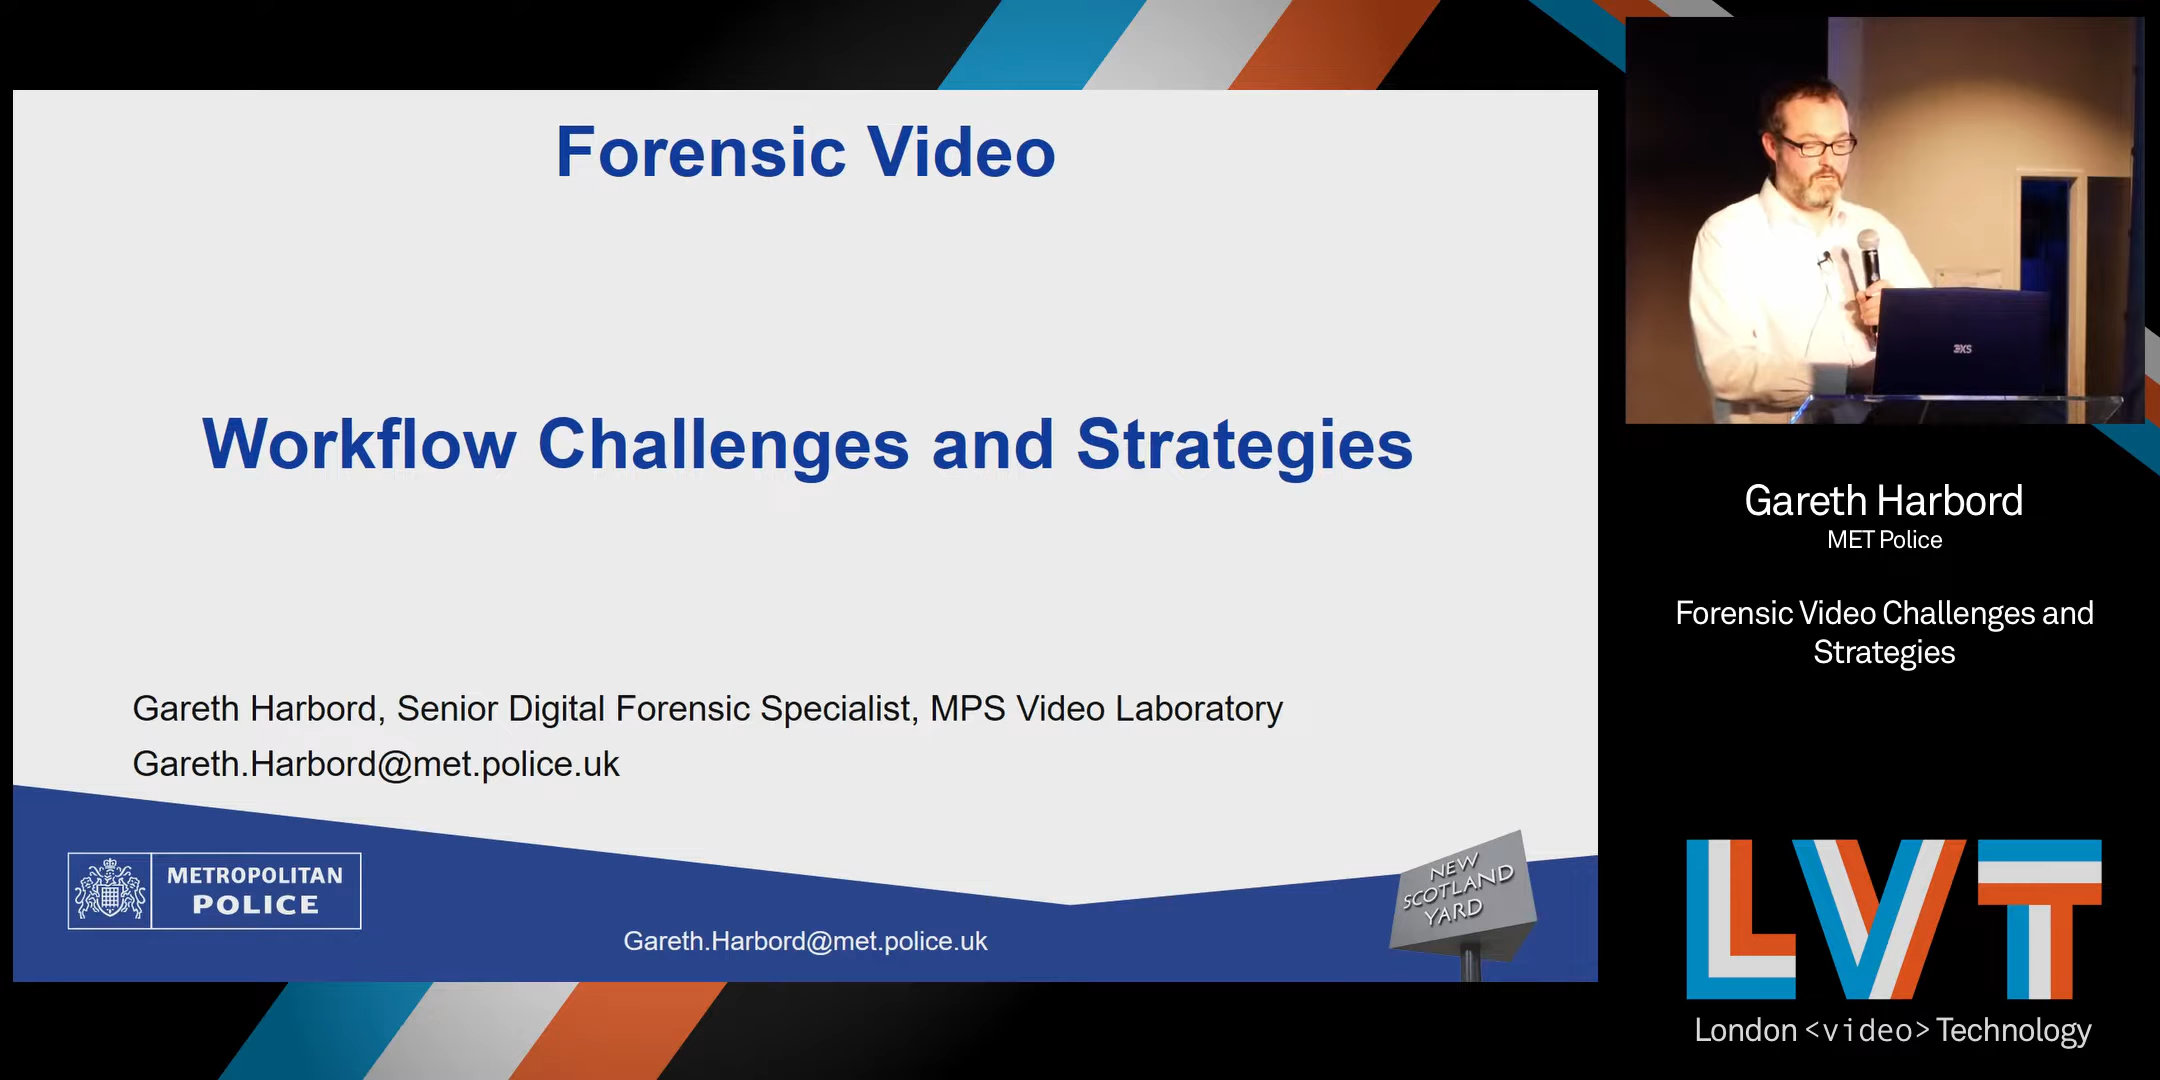 Forensic Video
Workflow Challenges and Strategies
Gareth Harbord, Senior Digital Forensic Specialist, MPS Video Laboratory
Gareth.Harbord@met.police.uk
METROPOLITAN
POLICE
Gareth.Harbord@met.police.uk
NEW
SCOTLAND
YARD
Gareth Harbord
MET Police
Forensic Video Challenges and
Strategies
LVT
London <video> Technology